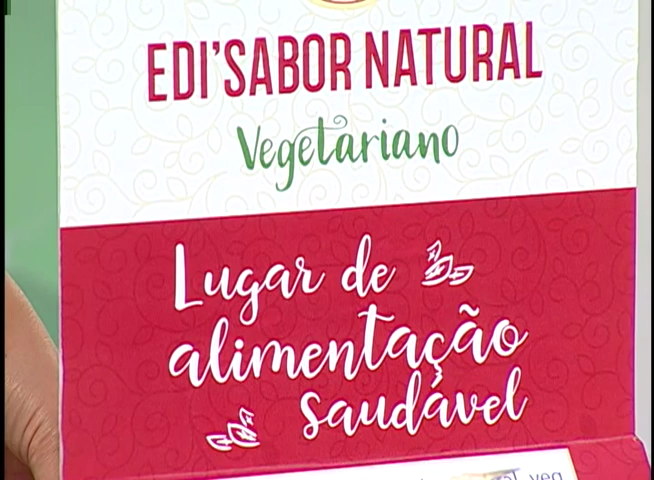 EDI'SABOR NATURAL
Vegetariano
Lugar de
alimentação
saudável